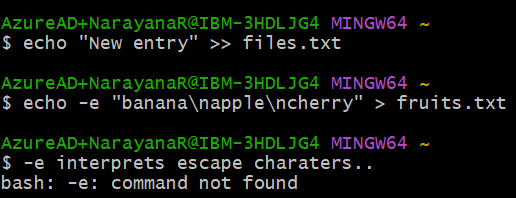 AzureAD+NarayanaR@IBM-3HDLJG4 MINGW64 ~
$ echo "New entry" >> files.txt
AzureAD+NarayanaR@IBM-3HDLJG4 MINGW64 ~
$ echo -e "banana\napple\ncherry" > fruits.txt
AzureAD+NarayanaR@IBM-3HDLJG4 MINGW64 ~
$ -e interprets escape charaters..
bash: -e: command not found